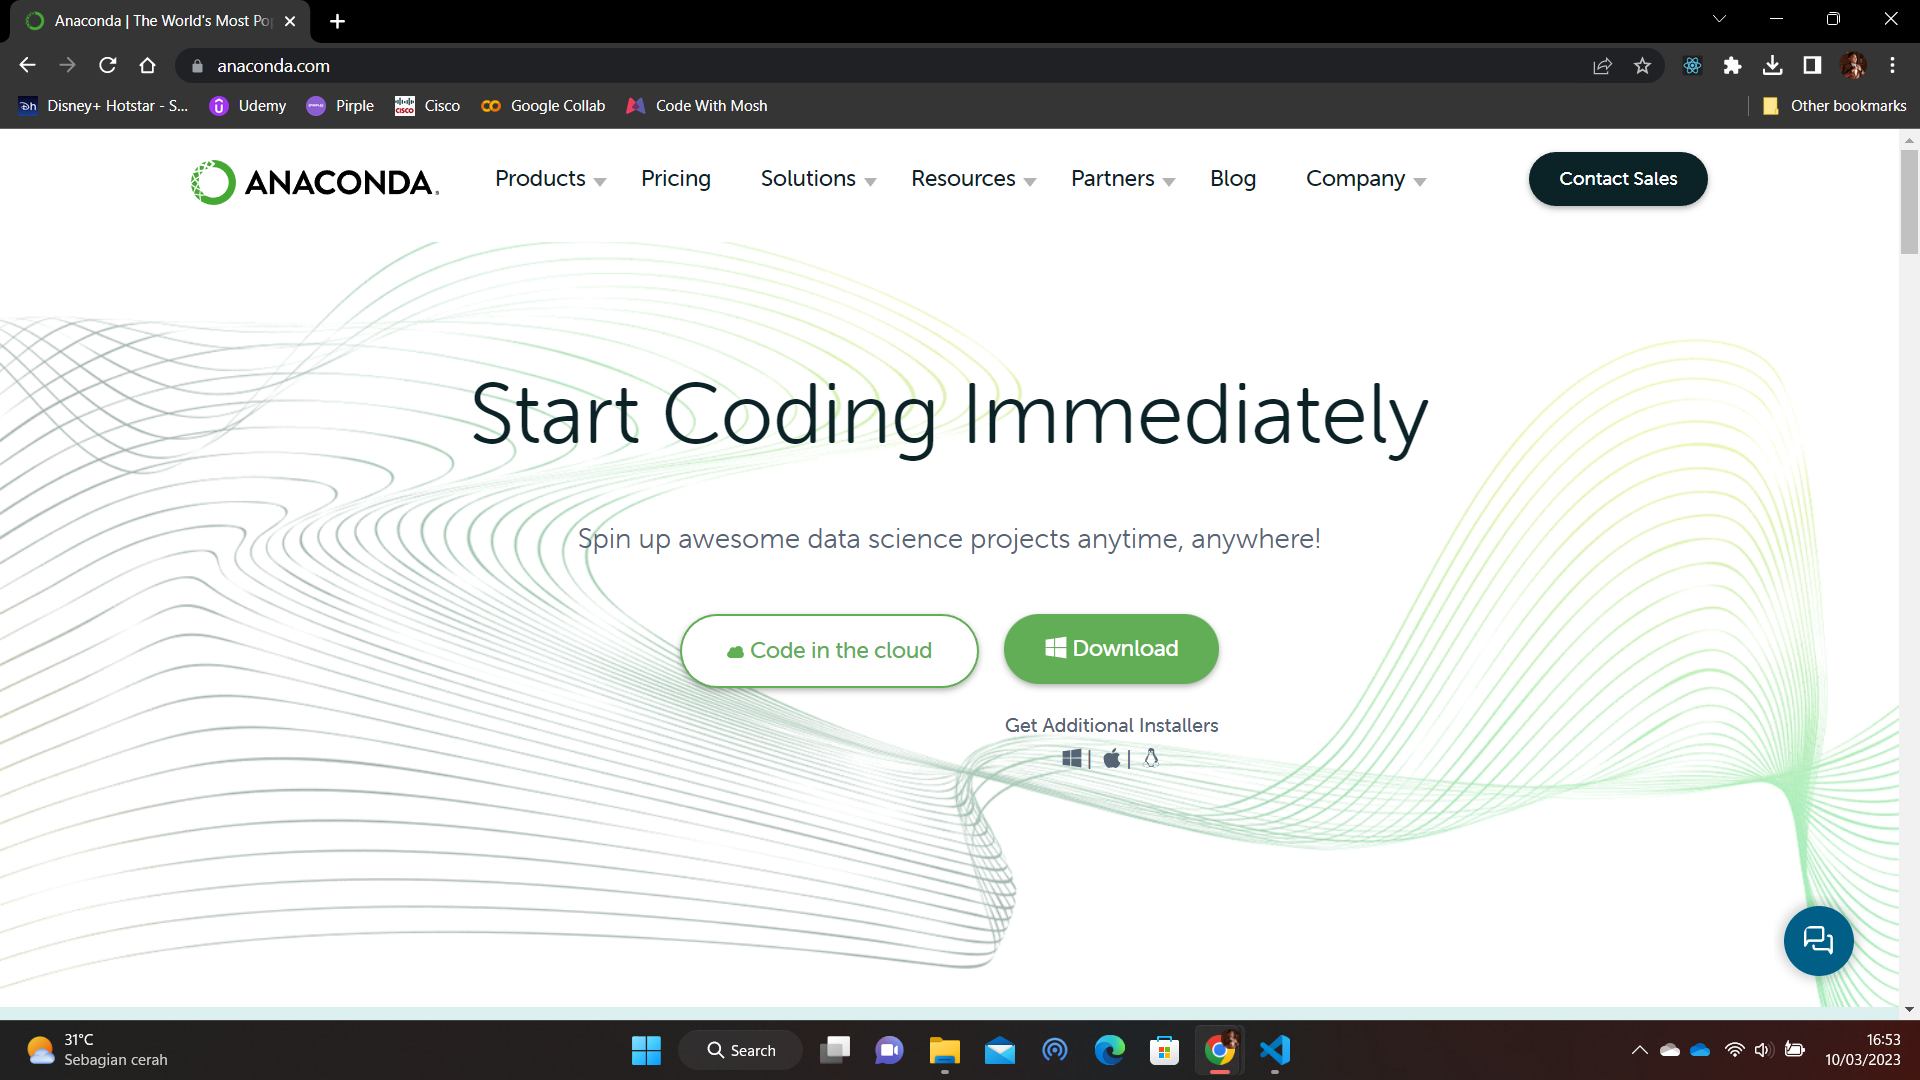 Anaconda | The World's Most Pop
anaconda.com
Disney+ Hotstar - S...
Udemy
Pirple
Cisco
Google Collab
Code With Mosh
Other bookmarks
ANACONDA.
Products
Pricing
Solutions
Resources
Partners
Blog
Company
Contact Sales
Start Coding Immediately
Spin up awesome data science projects anytime, anywhere!
Code in the cloud
Download
Get Additional Installers
31°C
Sebagian cerah
Search
16:53
10/03/2023